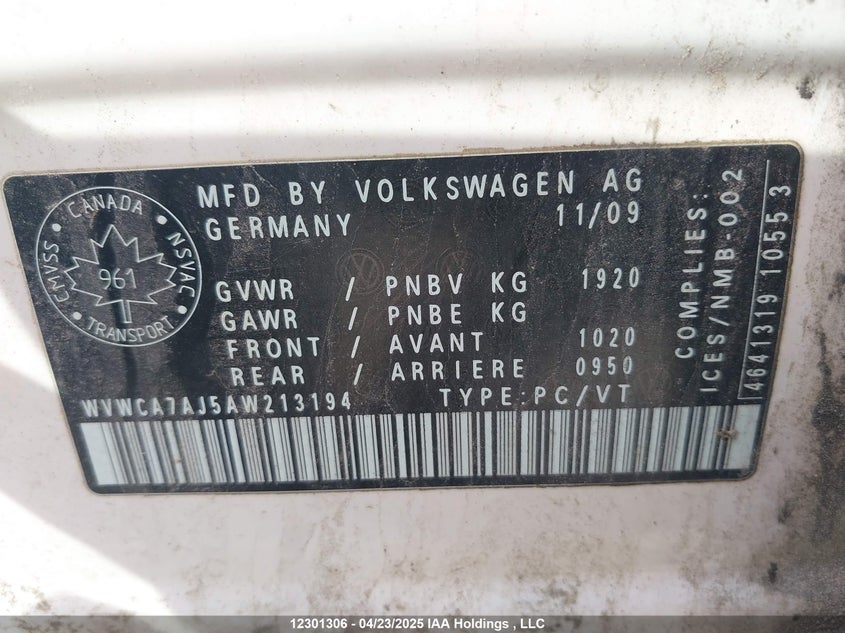 CANADA
CMVSS
NSVAC
961
TRANSPORT
MFD BY VOLKSWAGEN AG
GERMANY 11/09
GVWR / PNBV KG 1920
GAWR / PNBE KG
FRONT / AVANT 1020
REAR / ARRIERE 0950
WVWCA7AJ5AW213194 TYPE:PC/VT
COMPLIES:
ICES/NMB-002
4641319 1055 3
12301306 - 04/23/2025 IAA Holdings , LLC